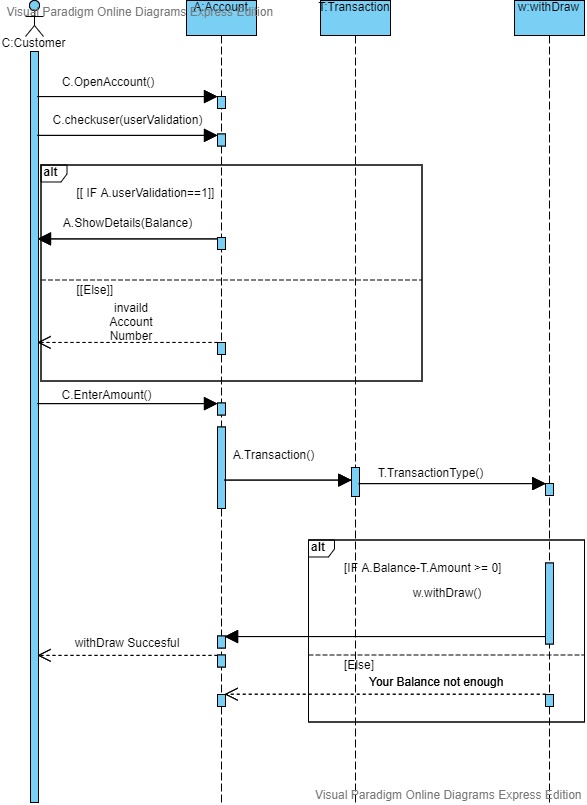 Visual Paradigm Online Diagrams Express Edition
A:Account
T:Transaction
w:withDraw
C:Customer
C.OpenAccount()
C.checkuser(userValidation)
alt
[[ IF A.userValidation==1]]
A.ShowDetails(Balance)
[[Else]]
invaild
Account
Number
C.EnterAmount()
A.Transaction()
T.TransactionType()
alt
[IF A.Balance-T.Amount >= 0]
w.withDraw()
withDraw Succesful
[Else]
Your Balance not enough
Visual Paradigm Online Diagrams Express Edition